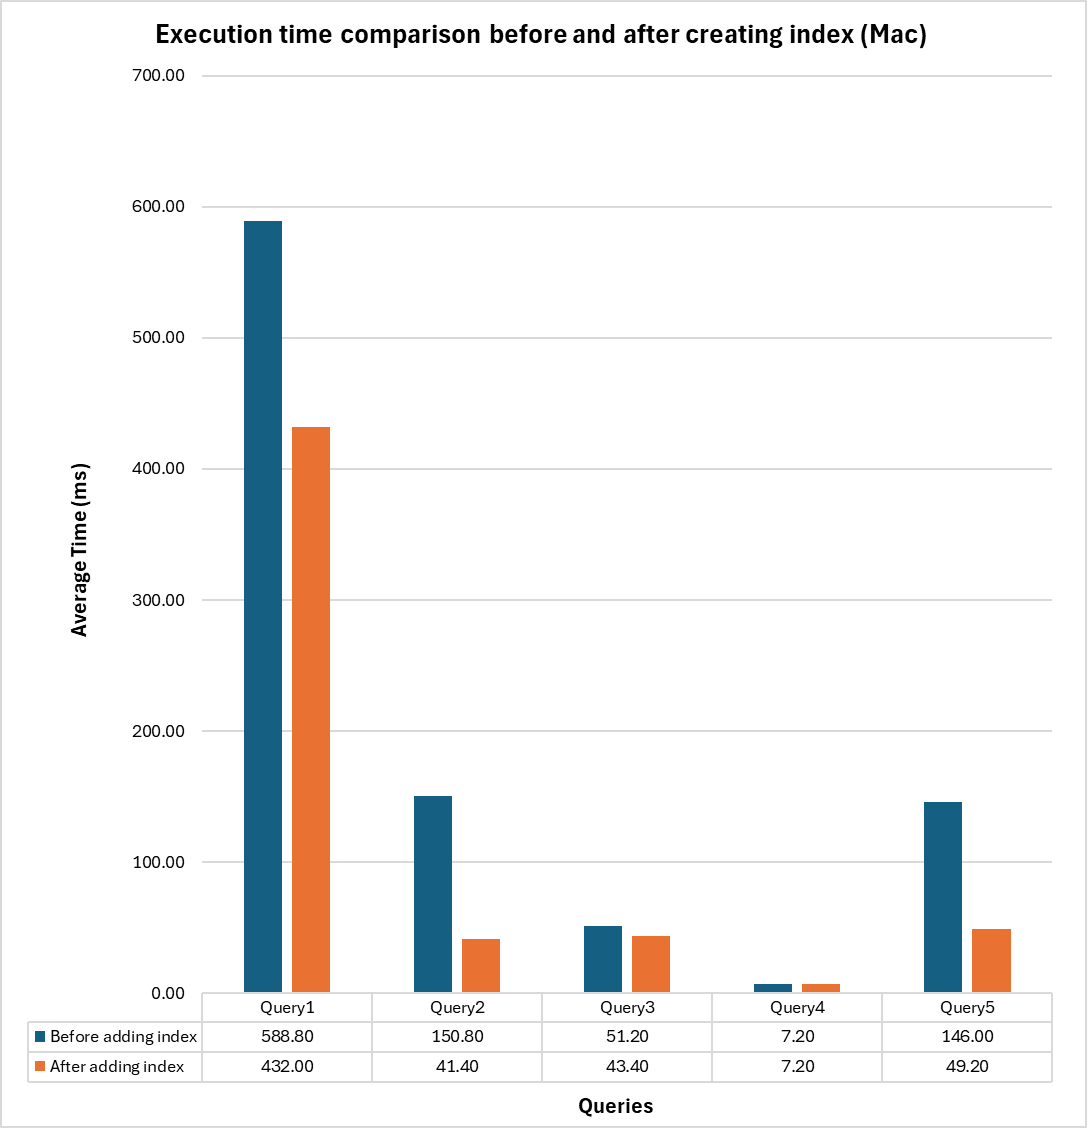 Execution time comparison before and after creating index (Mac)
700.00
600.00
500.00
400.00
300.00
200.00
100.00
0.00
Average Time (ms)
Query1 Query2 Query3 Query4 Query5
Before adding index 588.80 150.80 51.20 7.20 146.00
After adding index 432.00 41.40 43.40 7.20 49.20
Queries